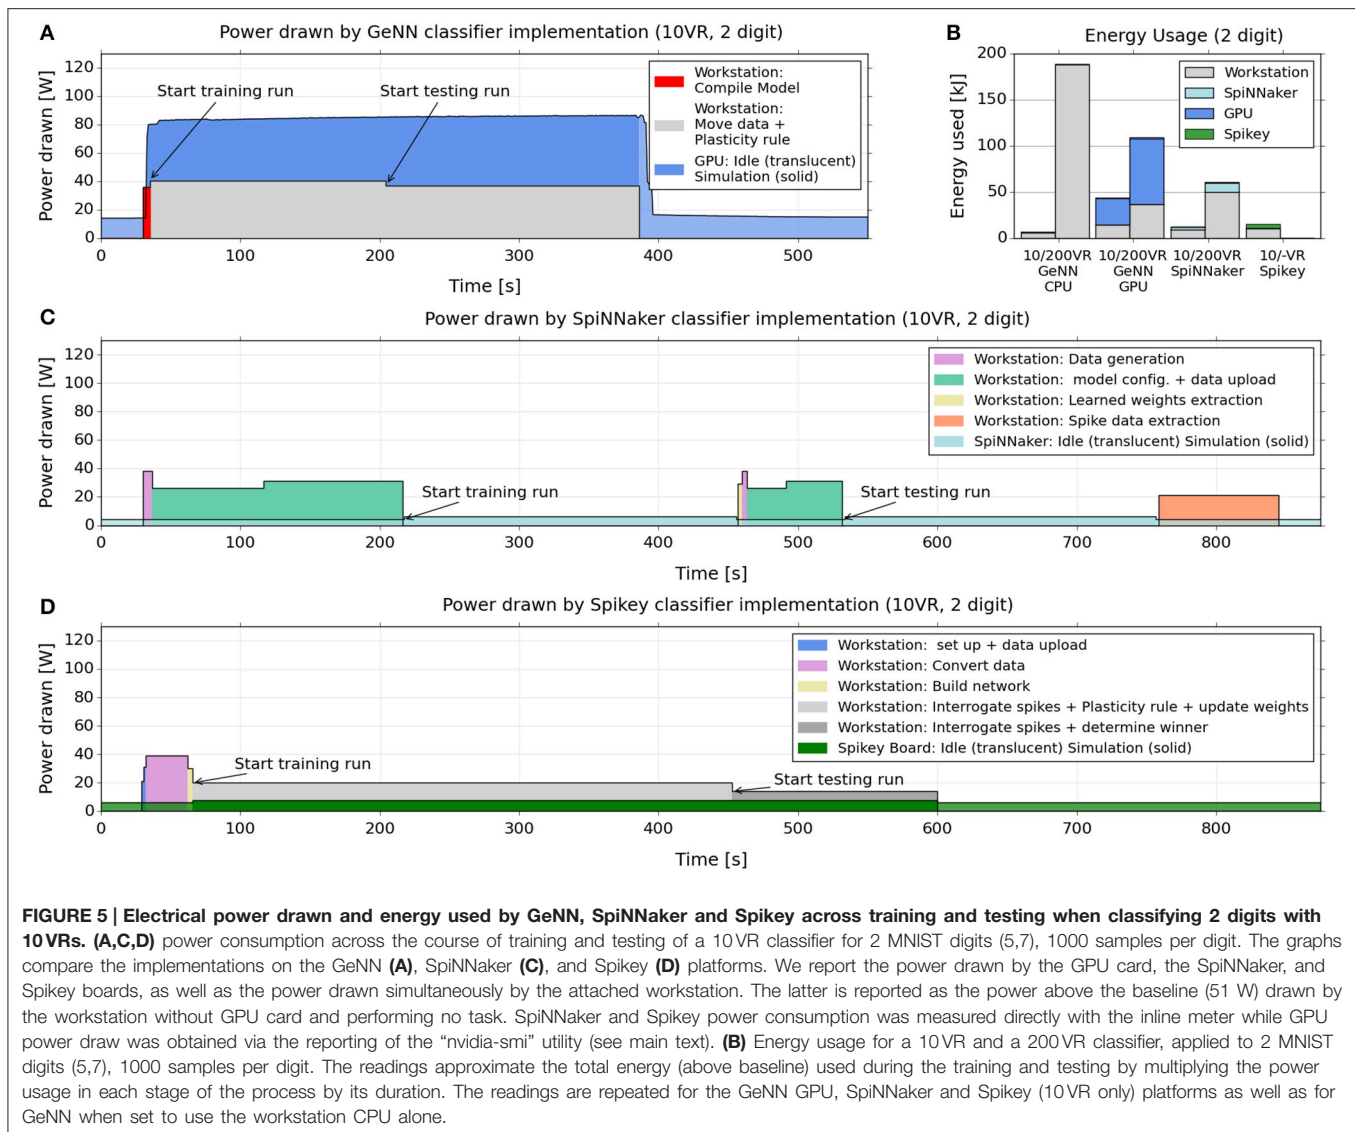 A
Power drawn by GeNN classifier implementation (10VR, 2 digit)
Power drawn [W]
120
100
80
60
40
20
0
Start training run
Start testing run
Workstation:
Compile Model
Workstation:
Move data +
Plasticity rule
GPU: Idle (translucent)
Simulation (solid)
0 100 200 300 400 500
Time [s]
B
Energy Usage (2 digit)
Energy used [kJ]
200
150
100
50
0
Workstation
SpiNNaker
GPU
Spikey
10/200VR 10/200VR 10/200VR 10/-VR
GeNN GeNN SpiNNaker Spikey
CPU GPU
C
Power drawn by SpiNNaker classifier implementation (10VR, 2 digit)
Power drawn [W]
120
100
80
60
40
20
0
Workstation: Data generation
Workstation: model config. + data upload
Workstation: Learned weights extraction
Workstation: Spike data extraction
SpiNNaker: Idle (translucent) Simulation (solid)
Start training run
Start testing run
0 100 200 300 400 500 600 700 800
Time [s]
D
Power drawn by Spikey classifier implementation (10VR, 2 digit)
Power drawn [W]
120
100
80
60
40
20
0
Workstation: set up + data upload
Workstation: Convert data
Workstation: Build network
Workstation: Interrogate spikes + Plasticity rule + update weights
Workstation: Interrogate spikes + determine winner
Spikey Board: Idle (translucent) Simulation (solid)
Start training run
Start testing run
0 100 200 300 400 500 600 700 800
Time [s]
FIGURE 5 | Electrical power drawn and energy used by GeNN, SpiNNaker and Spikey across training and testing when classifying 2 digits with
10 VRs. (A,C,D) power consumption across the course of training and testing of a 10 VR classifier for 2 MNIST digits (5,7), 1000 samples per digit. The graphs
compare the implementations on the GeNN (A), SpiNNaker (C), and Spikey (D) platforms. We report the power drawn by the GPU card, the SpiNNaker, and
Spikey boards, as well as the power drawn simultaneously by the attached workstation. The latter is reported as the power above the baseline (51 W) drawn by
the workstation without GPU card and performing no task. SpiNNaker and Spikey power consumption was measured directly with the inline meter while GPU
power draw was obtained via the reporting of the “nvidia-smi” utility (see main text). (B) Energy usage for a 10 VR and a 200 VR classifier, applied to 2 MNIST
digits (5,7), 1000 samples per digit. The readings approximate the total energy (above baseline) used during the training and testing by multiplying the power
usage in each stage of the process by its duration. The readings are repeated for the GeNN GPU, SpiNNaker and Spikey (10 VR only) platforms as well as for
GeNN when set to use the workstation CPU alone.